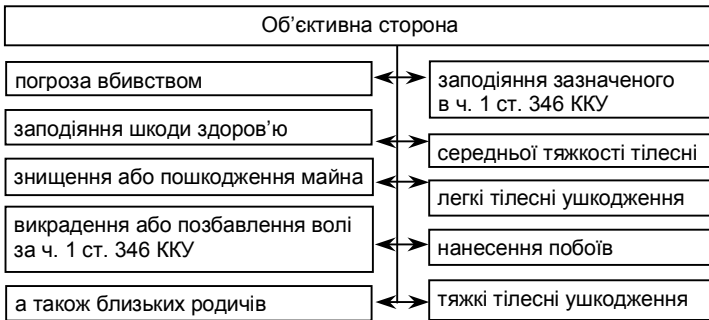 Об’єктивна сторона
погроза вбивством
заподіяння зазначеного
в ч. 1 ст. 346 ККУ
заподіяння шкоди здоров’ю
середньої тяжкості тілесні
знищення або пошкодження майна
легкі тілесні ушкодження
викрадення або позбавлення волі
за ч. 1 ст. 346 ККУ
нанесення побоїв
а також близьких родичів
тяжкі тілесні ушкодження